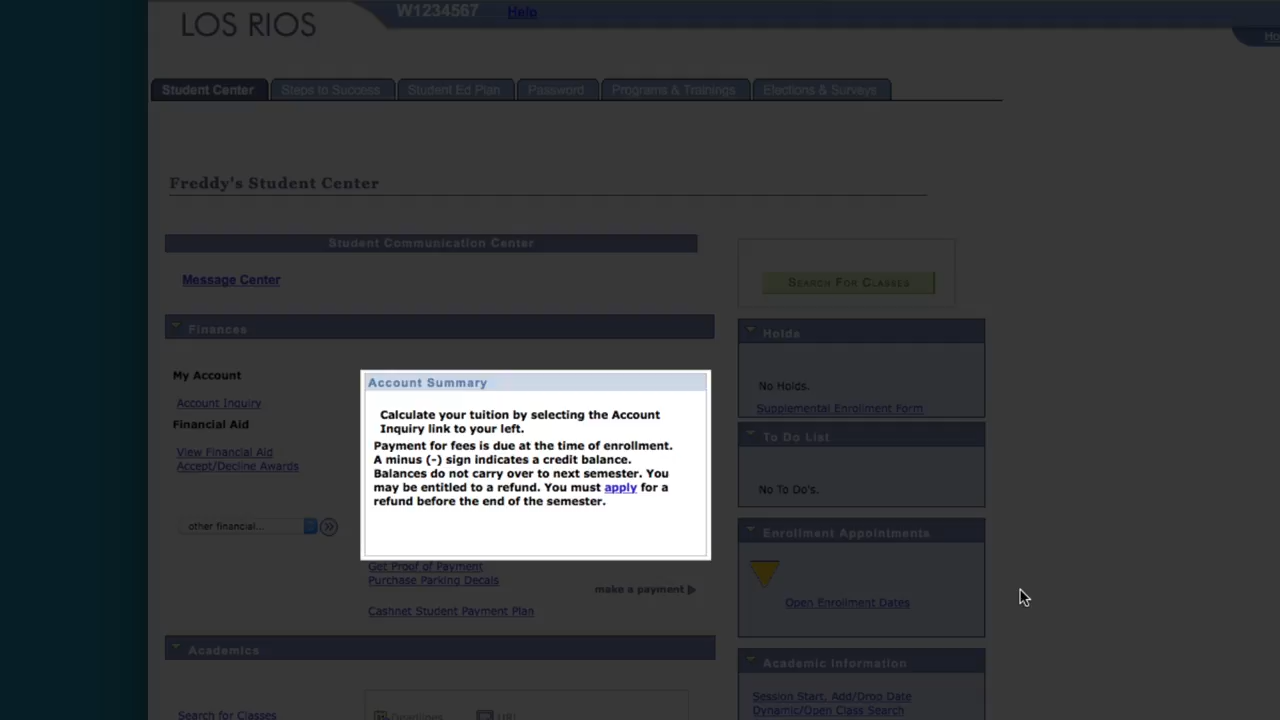 W1234567 Help
LOS RIOS
Student Center Steps to Success Student Ed Plan Password Programs & Trainings Elections & Surveys
Freddy's Student Center
Student Communication Center
Message Center
SEARCH FOR CLASSES
Finances
Holds
My Account
Account Inquiry
Financial Aid
View Financial Aid
Accept/Decline Awards
other financial...
Account Summary
Calculate your tuition by selecting the Account
Inquiry link to your left.
Payment for fees is due at the time of enrollment.
A minus (-) sign indicates a credit balance.
Balances do not carry over to next semester. You
may be entitled to a refund. You must apply for a
refund before the end of the semester.
Get Proof of Payment
Purchase Parking Decals
make a payment
Cashnet Student Payment Plan
No Holds.
Supplemental Enrollment Form
To Do List
No To Do's.
Enrollment Appointments
Open Enrollment Dates
Academics
Search for Classes
Deadlines
URL
Academic Information
Session Start, Add/Drop Date
Dynamic/Open Class Search